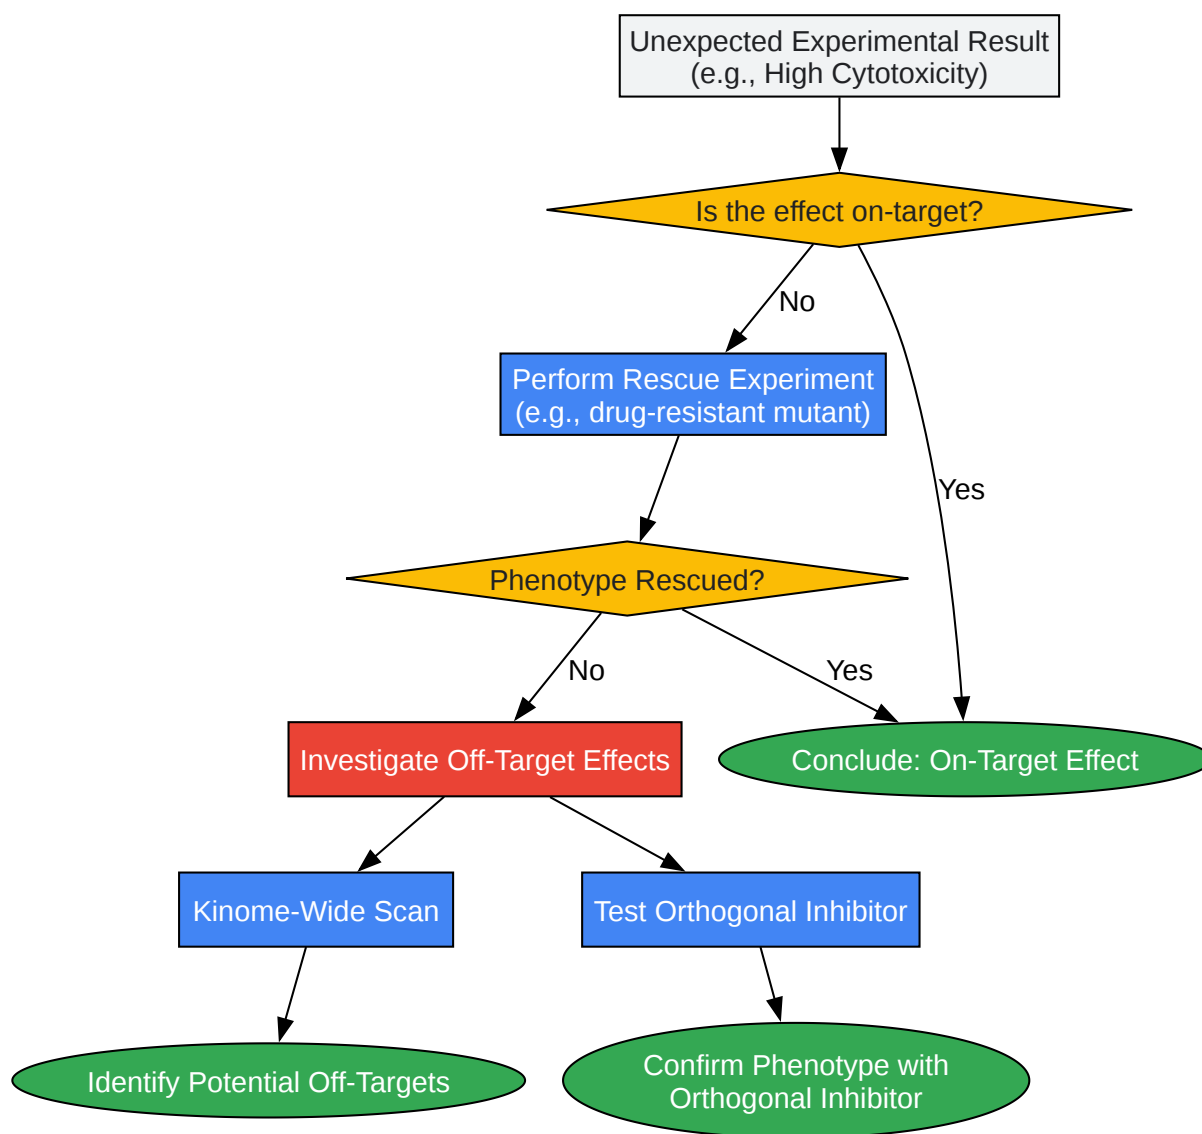 Unexpected Experimental Result
(e.g., High Cytotoxicity)
Is the effect on-target?
No
Perform Rescue Experiment
(e.g., drug-resistant mutant)
Yes
Phenotype Rescued?
No
Yes
Investigate Off-Target Effects
Conclude: On-Target Effect
Kinome-Wide Scan
Test Orthogonal Inhibitor
Identify Potential Off-Targets
Confirm Phenotype with
Orthogonal Inhibitor